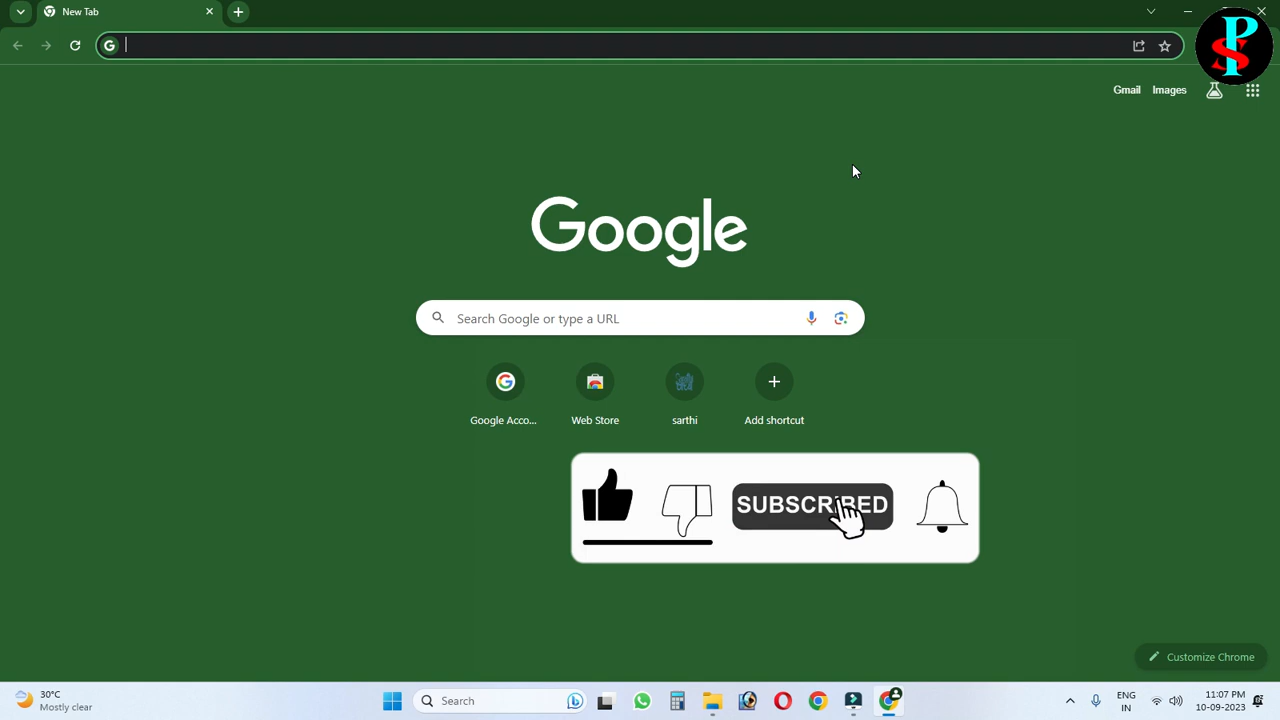 New Tab
PS
Gmail
Images
Google
Search Google or type a URL
Google Acco...
Web Store
sarthi
Add shortcut
SUBSCRIBED
Customize Chrome
30°C
Mostly clear
Search
ENG
IN
11:07 PM
10-09-2023